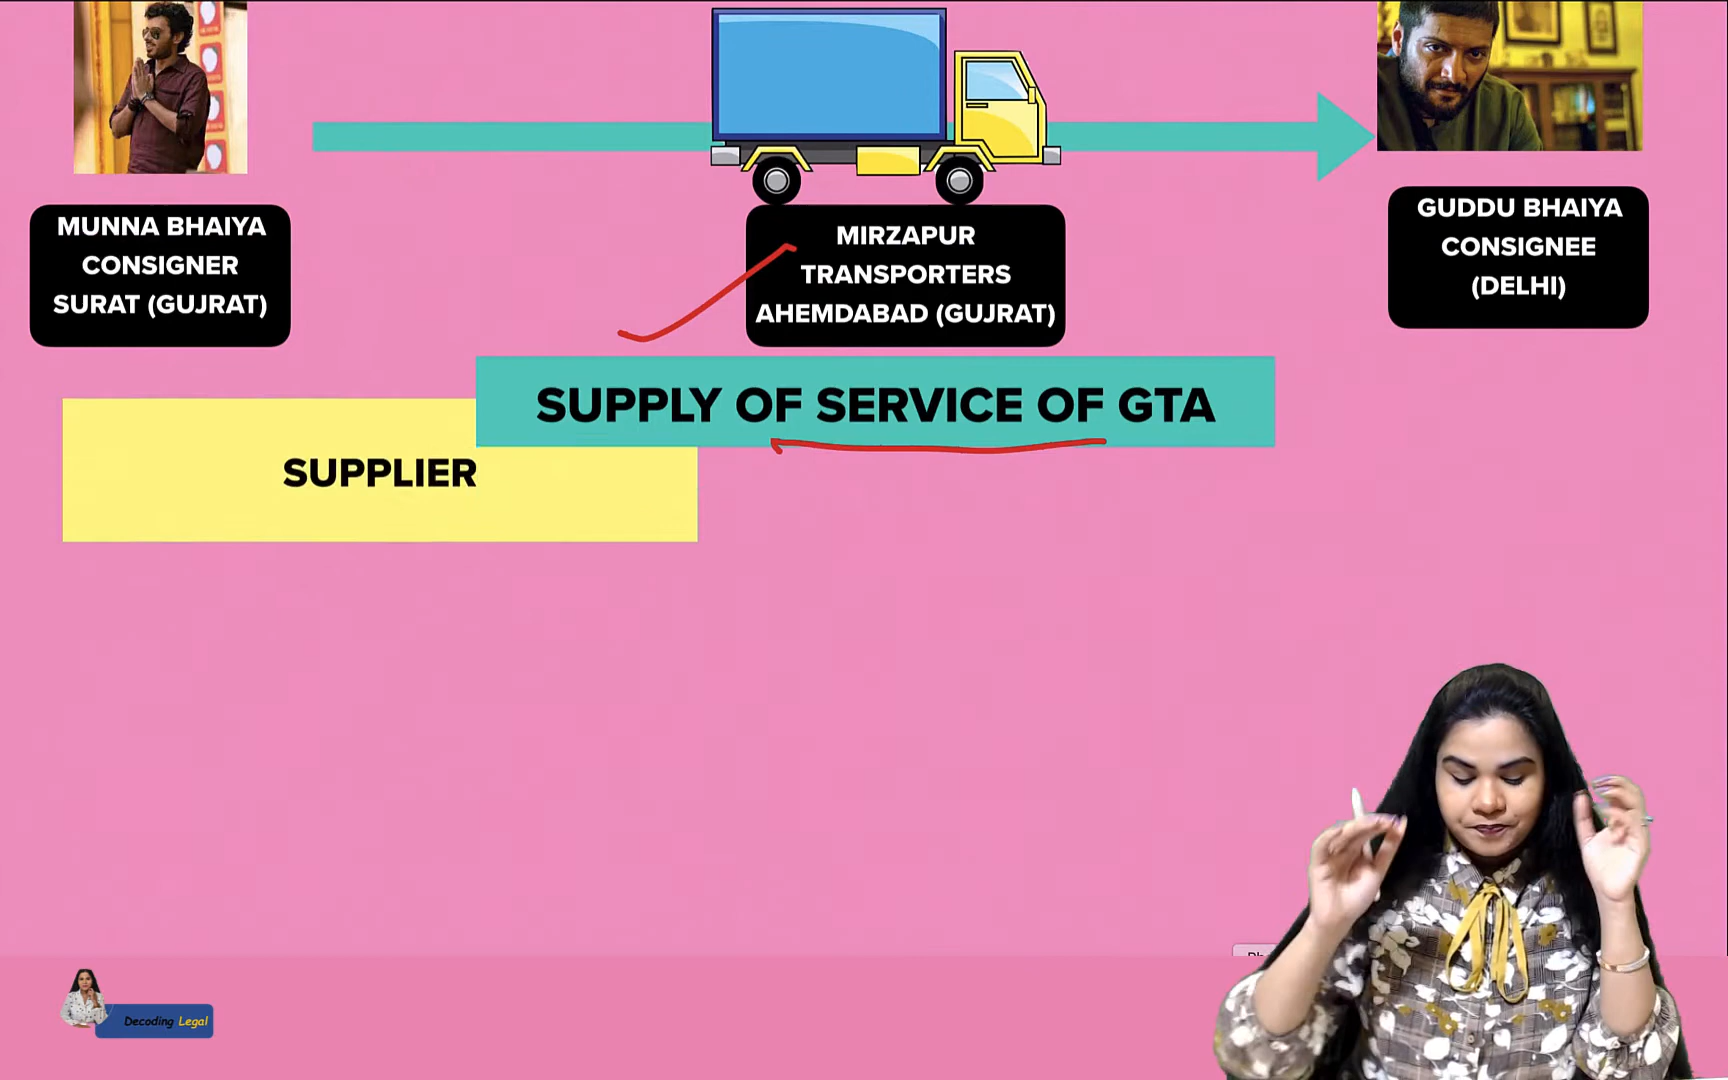 MUNNA BHAIYA
CONSIGNER
SURAT (GUJRAT)
MIRZAPUR
TRANSPORTERS
AHEMDABAD (GUJRAT)
GUDDU BHAIYA
CONSIGNEE
(DELHI)
SUPPLY OF SERVICE OF GTA
SUPPLIER
Decoding Legal